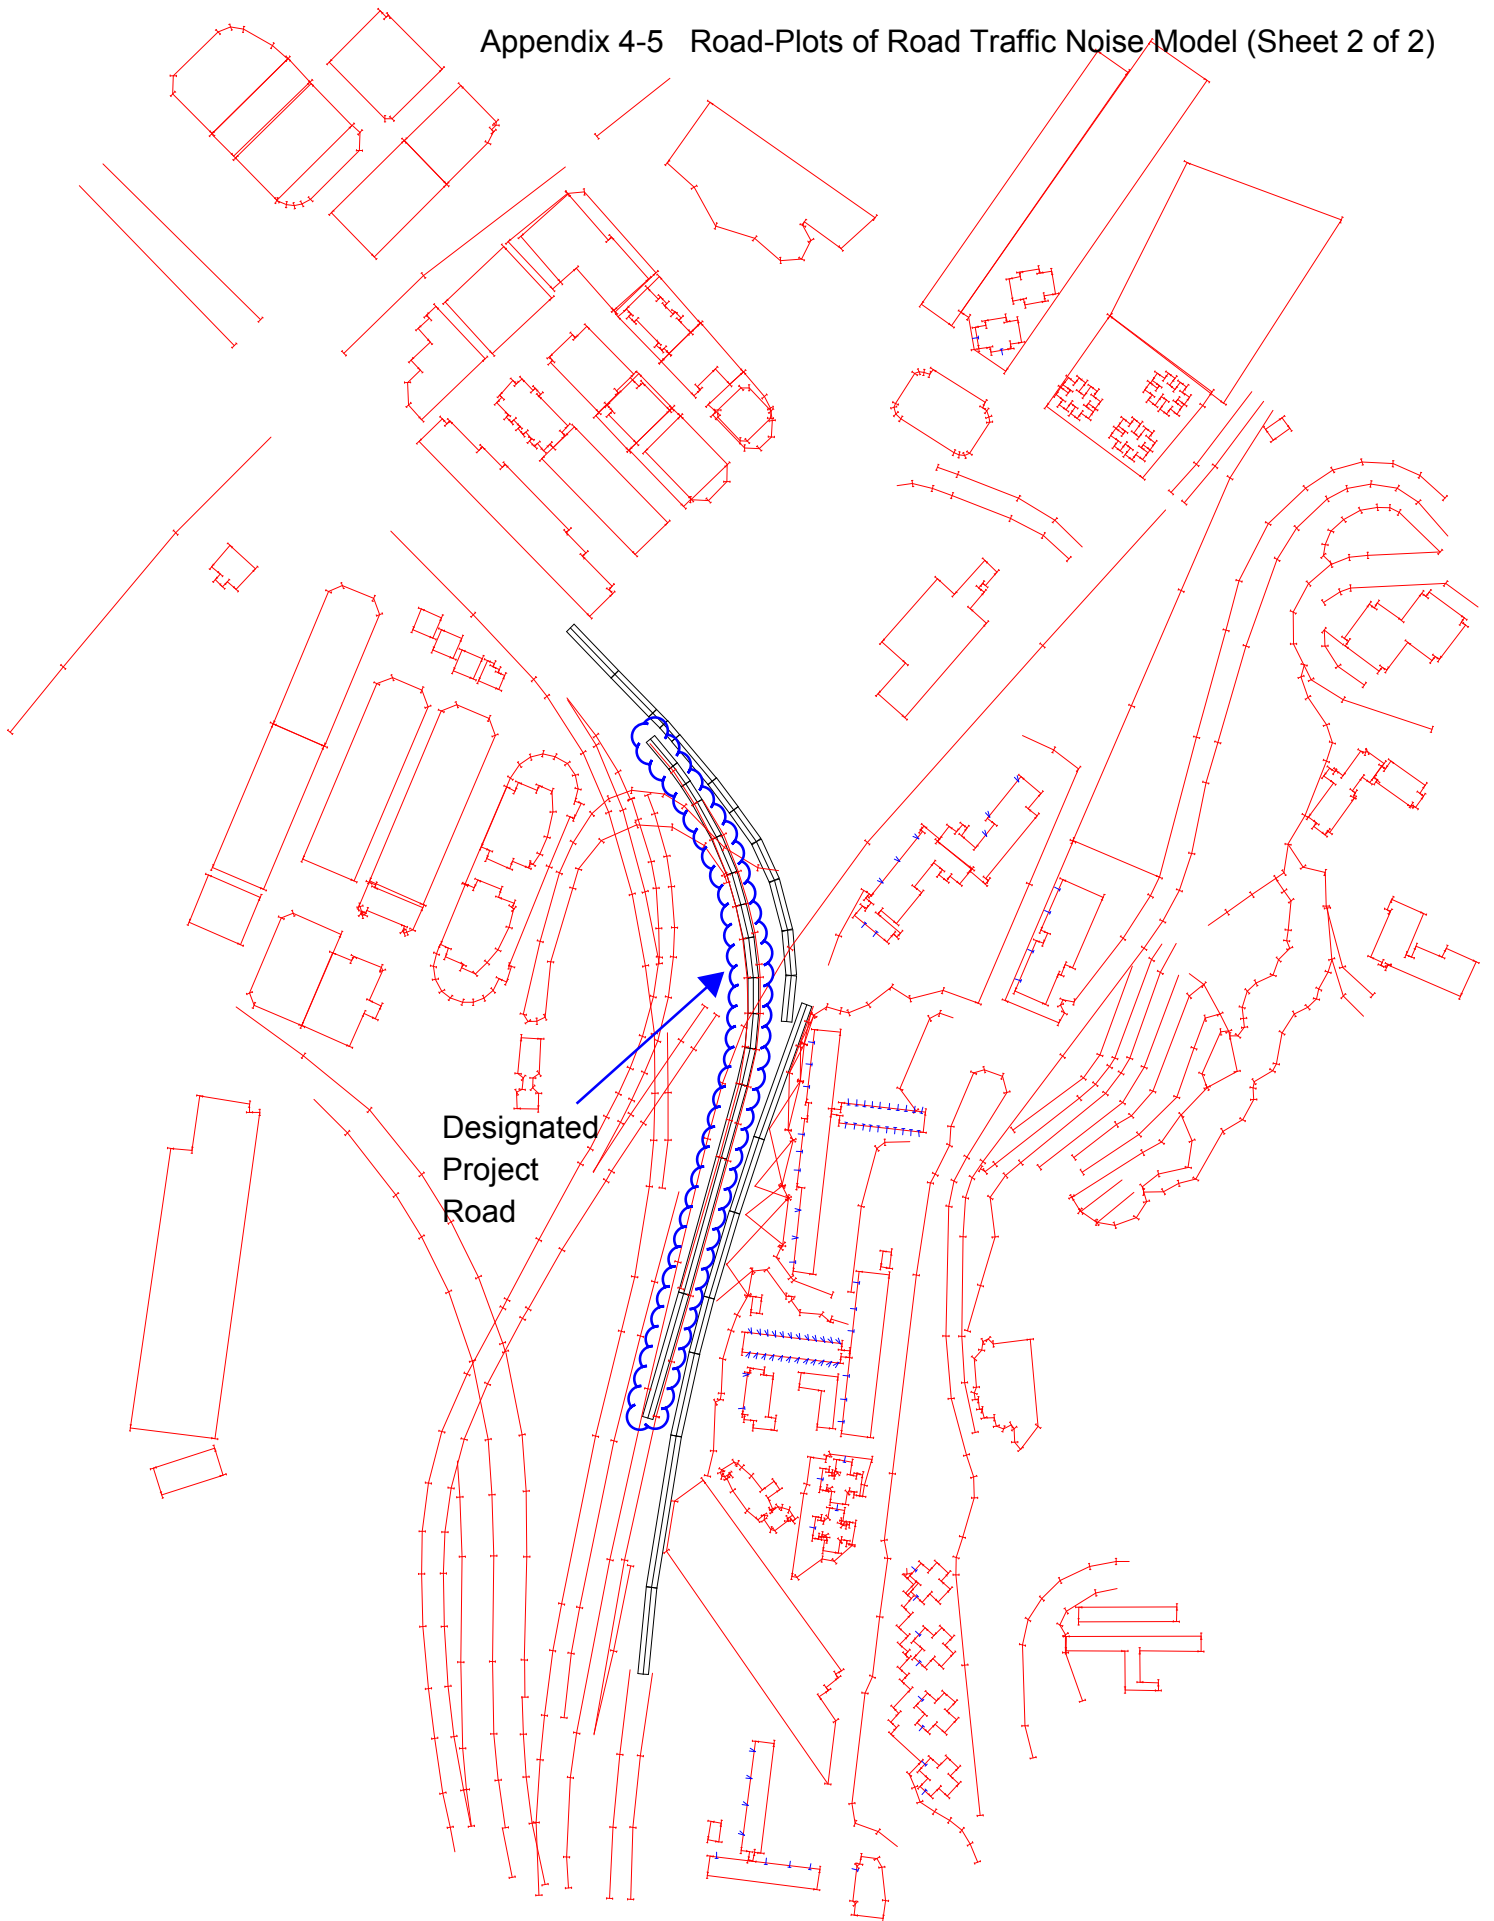 Appendix 4-5 Road-Plots of Road Traffic Noise Model (Sheet 2 of 2)
Designated
Project
Road